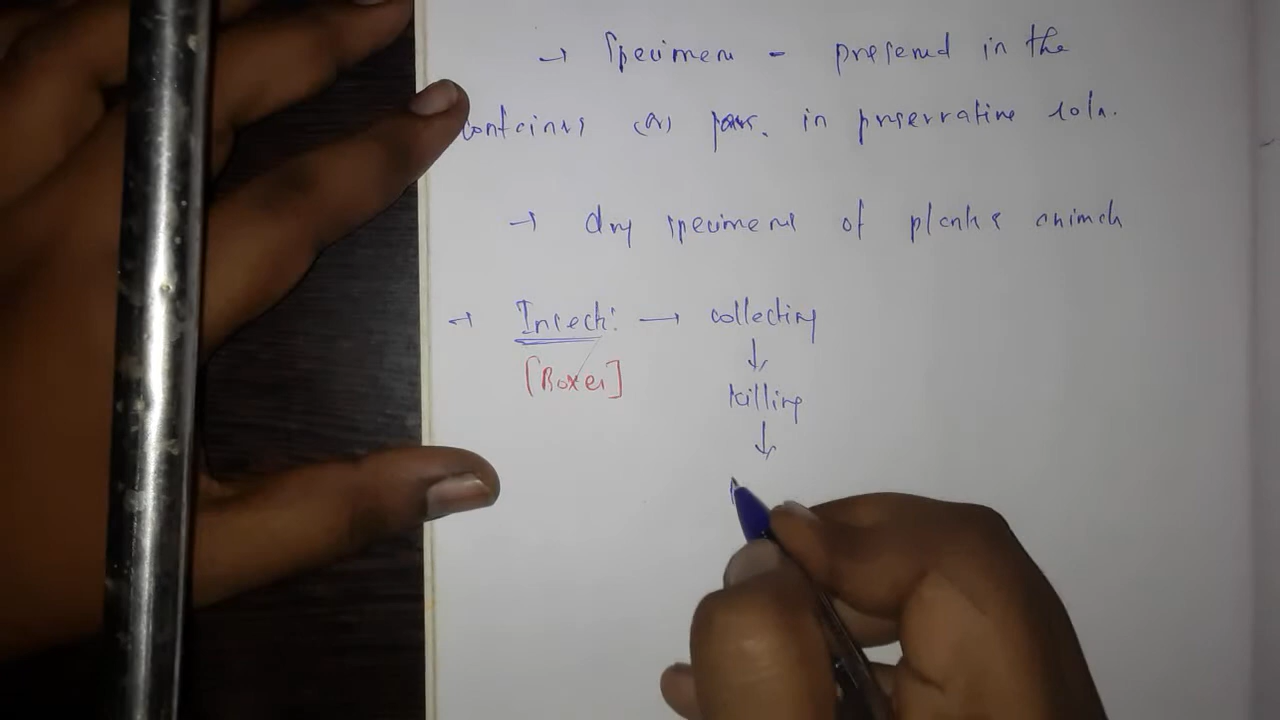 → Specimen - preserved in the
containers (or) jars. in preservative soln.
→ dry specimens of plants animals
→ Insects: → collecting
↓
[Boxes]
killing
↓